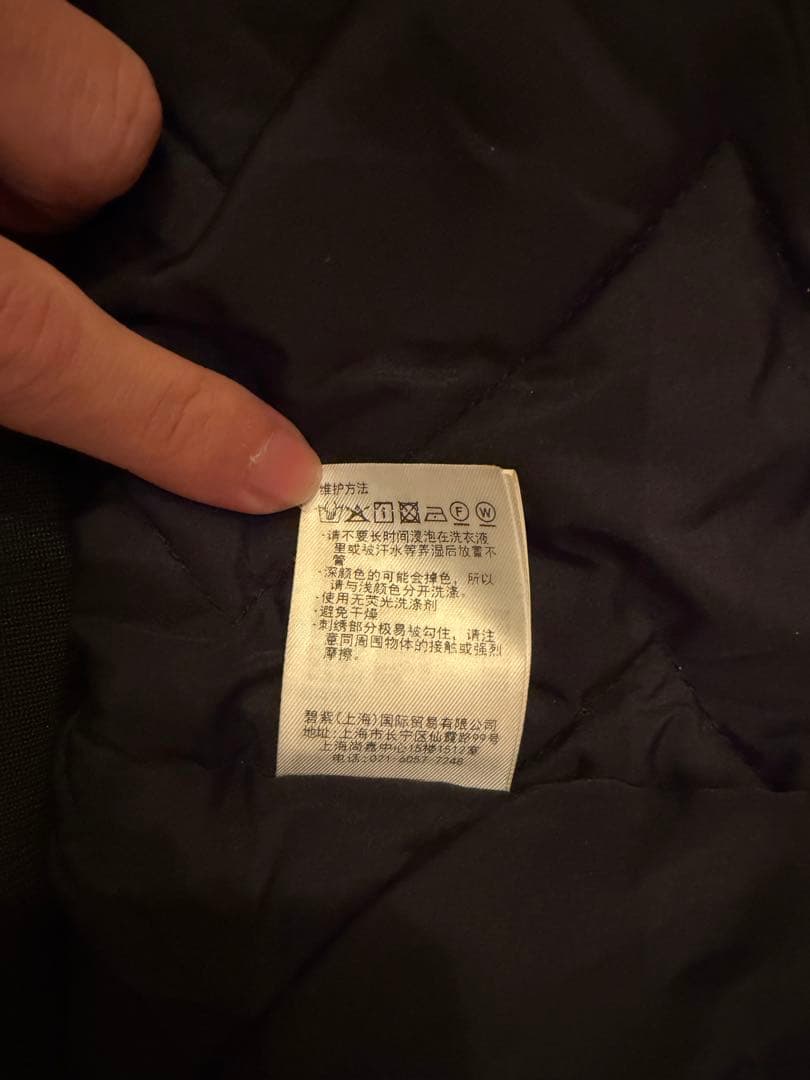 维护方法
F W
·请不要长时间浸泡在洗衣液
里或被汗水等弄湿后放置不
管
·深颜色的可能会掉色，所以
请与浅颜色分开洗涤。
·使用无荧光洗涤剂
·避免干燥
·刺绣部分极易被勾住，请注
意同周围物体的接触或强烈
摩擦。
碧紫(上海)国际贸易有限公司
地址:上海市长宁区仙霞路99号
上海尚嘉中心15楼1512室
电话:021-6057-7248